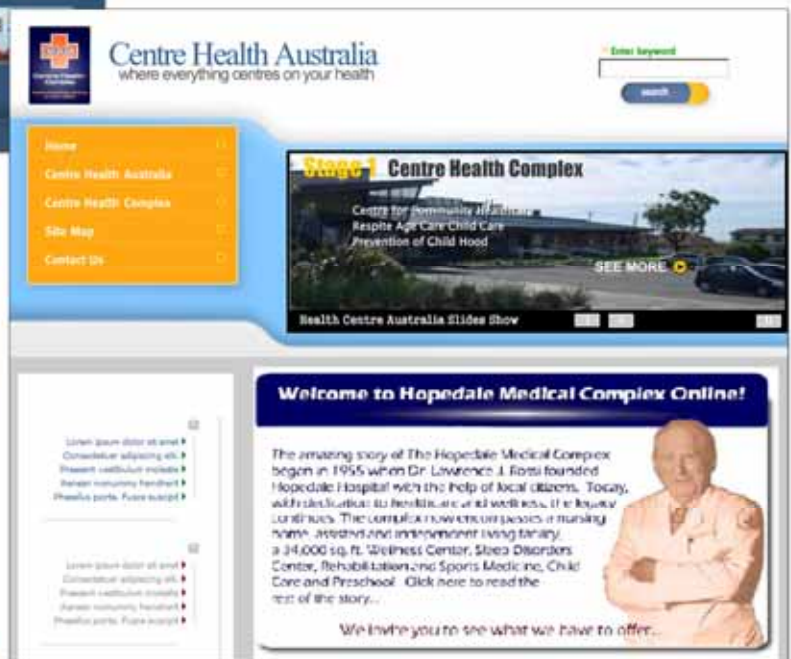 Centre Health Australia
where everything centres on your health
* Enter keyword
search
Home
Centre Health Australia
Centre Health Complex
Site Map
Contact Us
Stage 1 Centre Health Complex
Centre for Community Healthcare
Respite Age Care Child Care
Prevention of Child Hood
SEE MORE
Health Centre Australia Slides Show
Lorem ipsum dolor sit amet
Consectetuer adipiscing elit.
Praesent vestibulum molestie
Aenean nonummy hendrerit
Phasellus porta. Fusce suscipit
Lorem ipsum dolor sit amet
Consectetuer adipiscing elit.
Praesent vestibulum molestie
Aenean nonummy hendrerit
Phasellus porta. Fusce suscipit
Welcome to Hopedale Medical Complex Online!
The amazing story of The Hopedale Medical Complex
began in 1955 when Dr. Lawrence J. Rossi founded
Hopedale Hospital with the help of local citizens. Today,
with dedication to healthcare and wellness, the legacy
continues. The complex now encompasses a nursing
home, assisted and independent living facility,
a 34,000 sq. ft. Wellness Center, Sleep Disorders
Center, Rehabilitation and Sports Medicine, Child
Care and Preschool. Click here to read the
rest of the story...
We invite you to see what we have to offer...